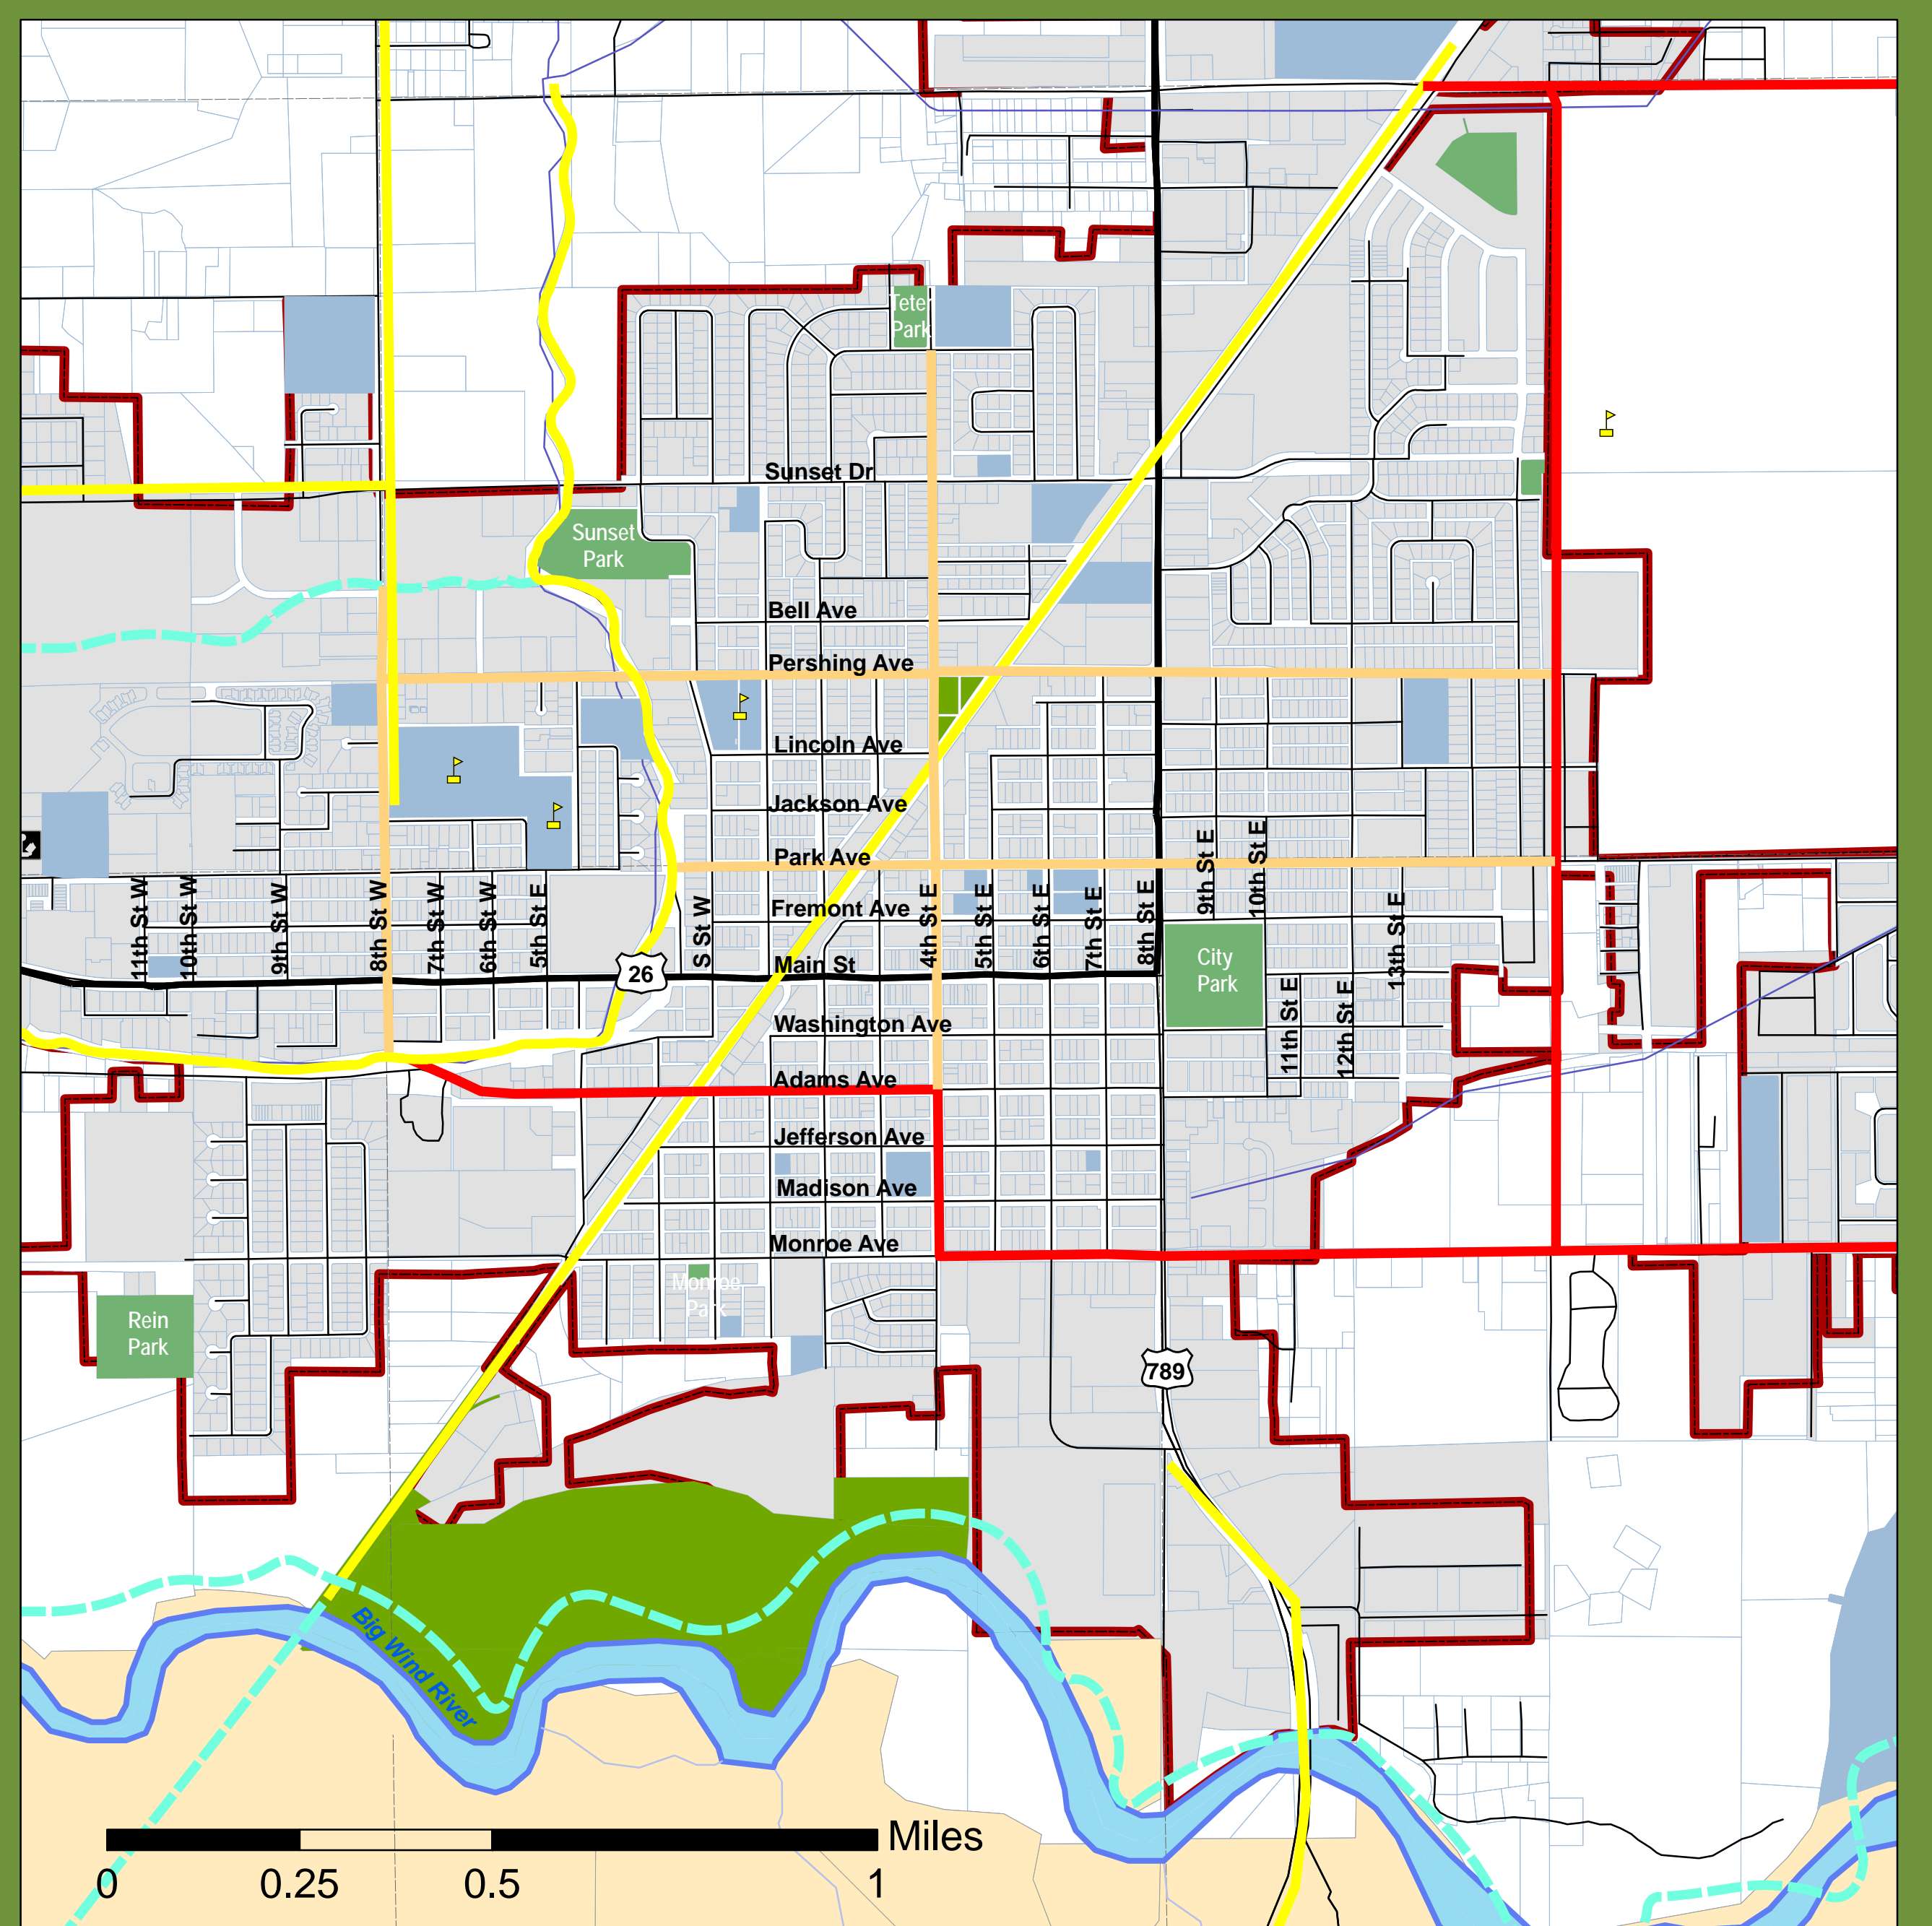 Teter
Park
Sunset Dr
Sunset
Park
Bell Ave
Pershing Ave
Lincoln Ave
Jackson Ave
Park Ave
9th St E
10th St E
11th St W
10th St W
9th St W
8th St W
7th St W
6th St W
5th St E
S St W
Fremont Ave
4th St E
5th St E
6th St E
7th St E
8th St E
13th St E
26
Main St
City
Park
Washington Ave
11th St E
12th St E
Adams Ave
Jefferson Ave
Madison Ave
Monroe Ave
Monroe
Park
Rein
Park
789
Big Wind River
Miles
0 0.25 0.5 1